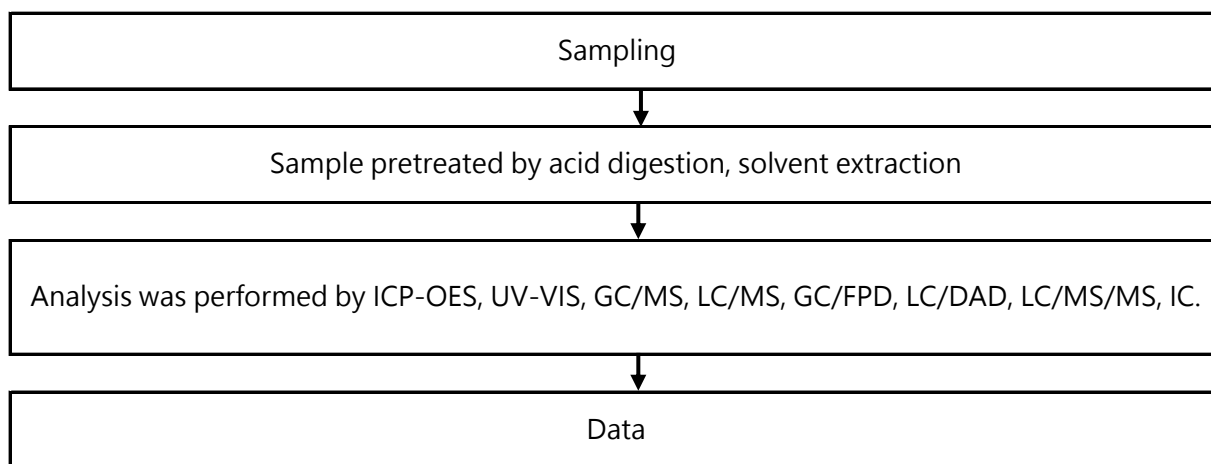 Sampling
Sample pretreated by acid digestion, solvent extraction
Analysis was performed by ICP-OES, UV-VIS, GC/MS, LC/MS, GC/FPD, LC/DAD, LC/MS/MS, IC.
Data